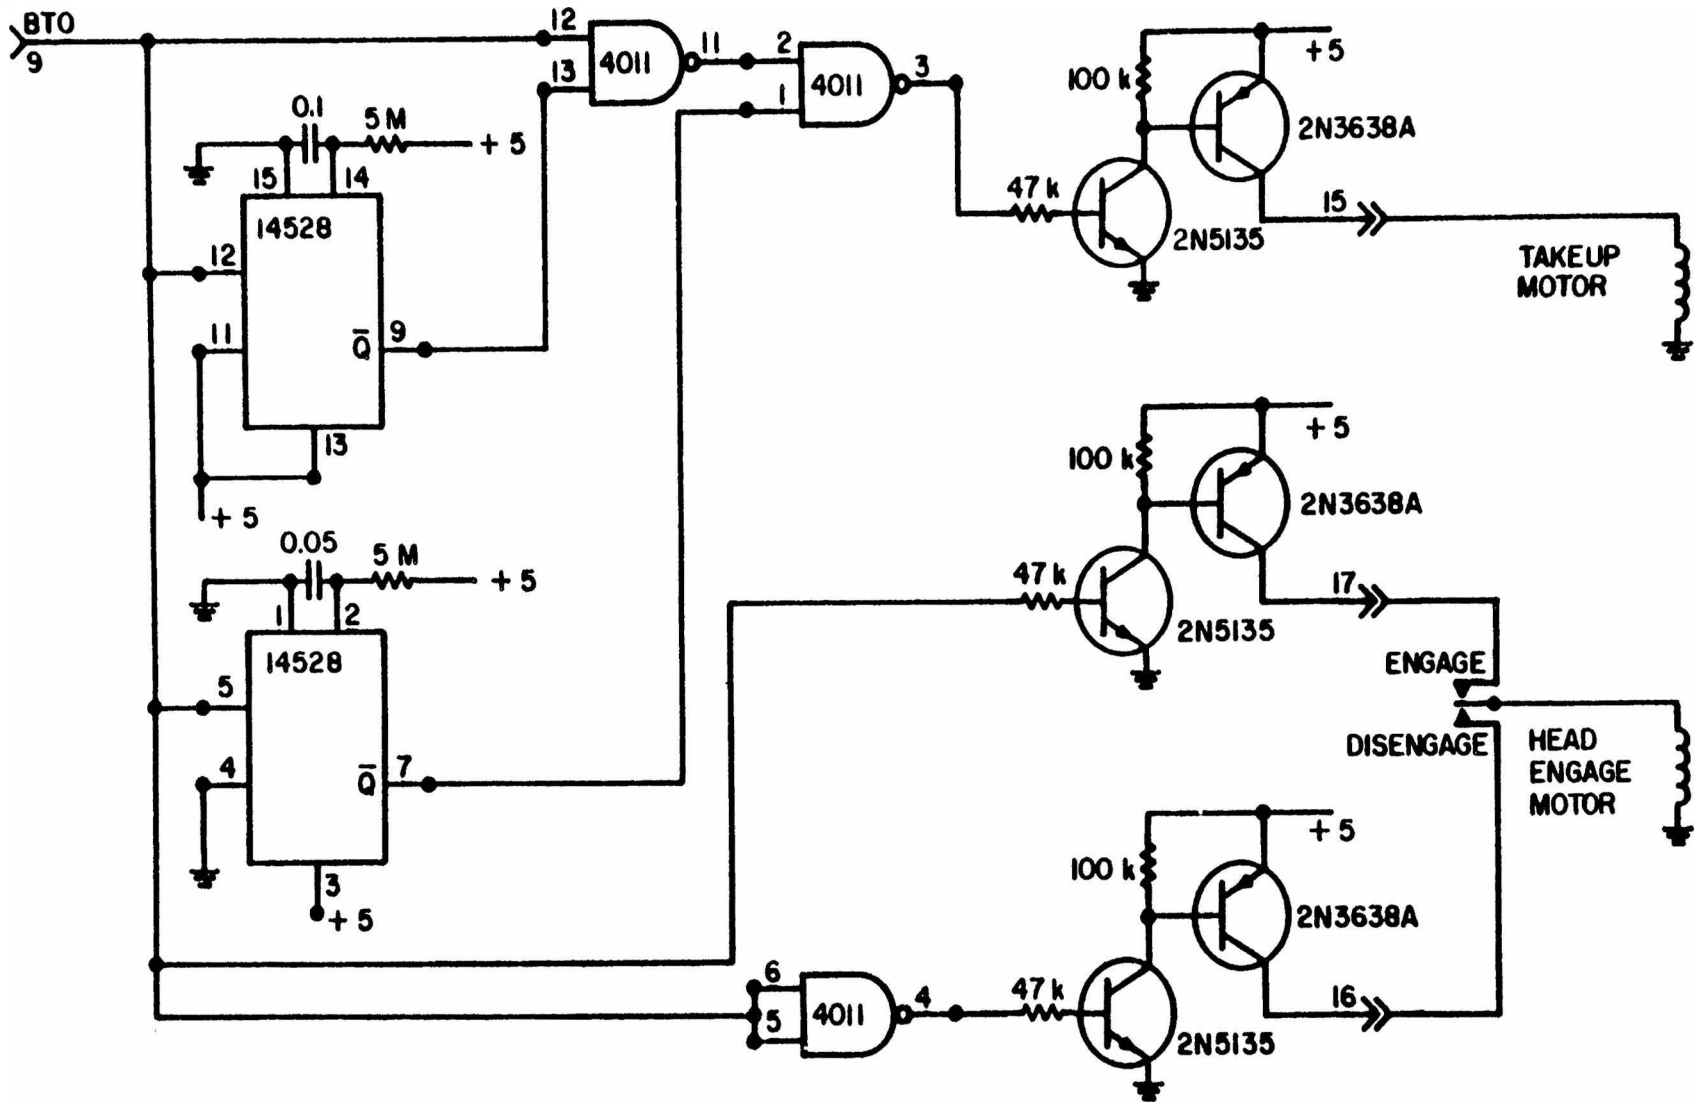 BTO
9
12
13
4011
11
2
1
4011
3
100 k
+ 5
2N3638A
47 k
2N5135
15
TAKEUP
MOTOR
0.1
5 M
+ 5
15
14
14528
12
11
Q̅
9
13
+ 5
0.05
5 M
+ 5
1
2
14528
5
4
Q̅
7
3
+ 5
100 k
+ 5
2N3638A
47 k
2N5135
17
ENGAGE
DISENGAGE
HEAD
ENGAGE
MOTOR
6
5
4011
4
47 k
100 k
+ 5
2N3638A
2N5135
16